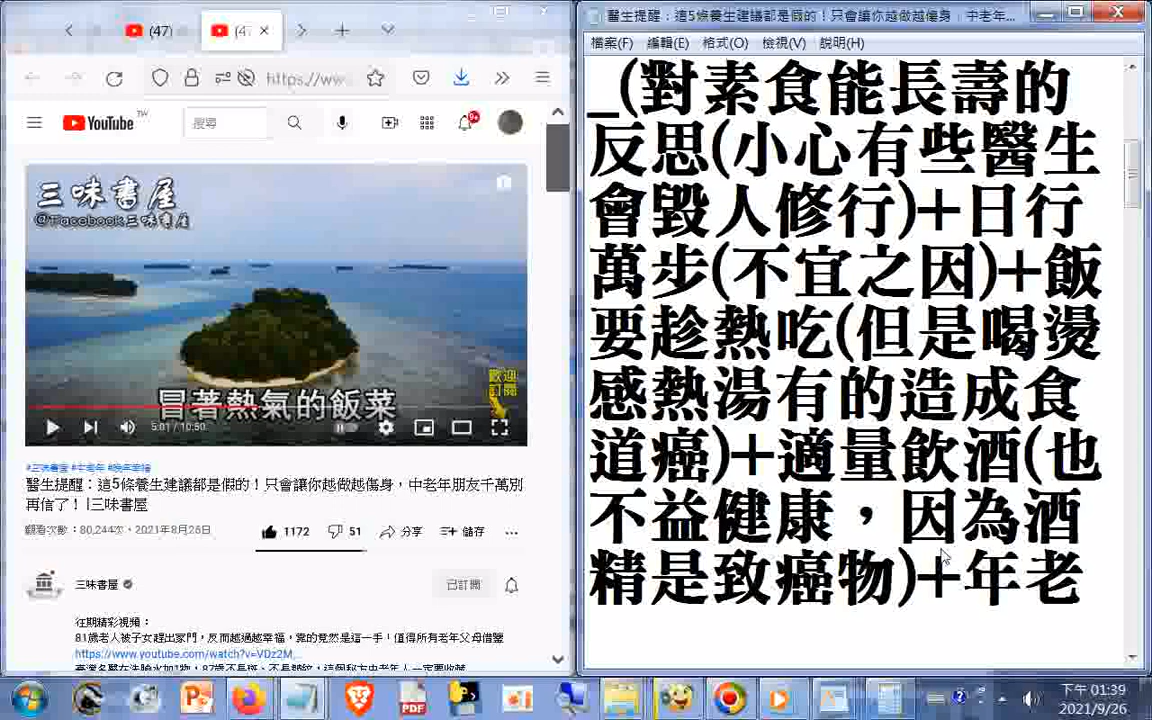 (47)
(4
https://ww
YouTube
TW
搜尋
9+
三味書屋
@Facebook三味書屋
歡迎
訂閱
冒著熱氣的飯菜
5:01 / 10:50
#三味書屋 #中老年 #晚年幸福
醫生提醒：這5條養生建議都是假的！只會讓你越做越傷身，中老年朋友千萬別
再信了！ |三味書屋
觀看次數：80,244次・2021年8月26日
1172
51
分享
儲存
三味書屋
已訂閱
往期精彩視頻：
81歲老人被子女趕出家門，反而越過越幸福，靠的竟然是這一手！值得所有老年父母借鑒
https://www.youtube.com/watch?v=VDz2M...
醫生提醒：這5條養生建議都是假的！只會讓你越做越傷身，中老年...
檔案(F) 編輯(E) 格式(O) 檢視(V) 說明(H)
_(對素食能長壽的
反思(小心有些醫生
會毀人修行)+日行
萬步(不宜之因)+飯
要趁熱吃(但是喝燙
感熱湯有的造成食
道癌)+適量飲酒(也
不益健康，因為酒
精是致癌物)+年老
PDF
下午 01:39
2021/9/26